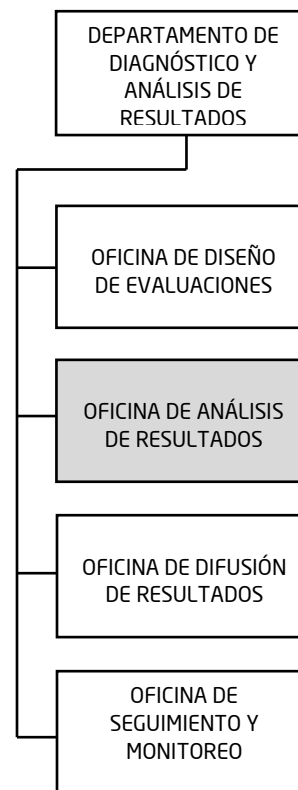 DEPARTAMENTO DE
DIAGNÓSTICO Y
ANÁLISIS DE
RESULTADOS
OFICINA DE DISEÑO
DE EVALUACIONES
OFICINA DE ANÁLISIS
DE RESULTADOS
OFICINA DE DIFUSIÓN
DE RESULTADOS
OFICINA DE
SEGUIMIENTO Y
MONITOREO